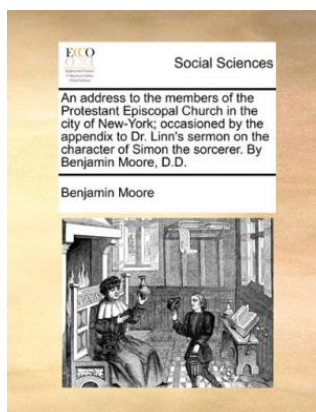 ECCO
Social Sciences
An address to the members of the
Protestant Episcopal Church in the
city of New-York; occasioned by the
appendix to Dr. Linn's sermon on the
character of Simon the sorcerer. By
Benjamin Moore, D.D.
Benjamin Moore